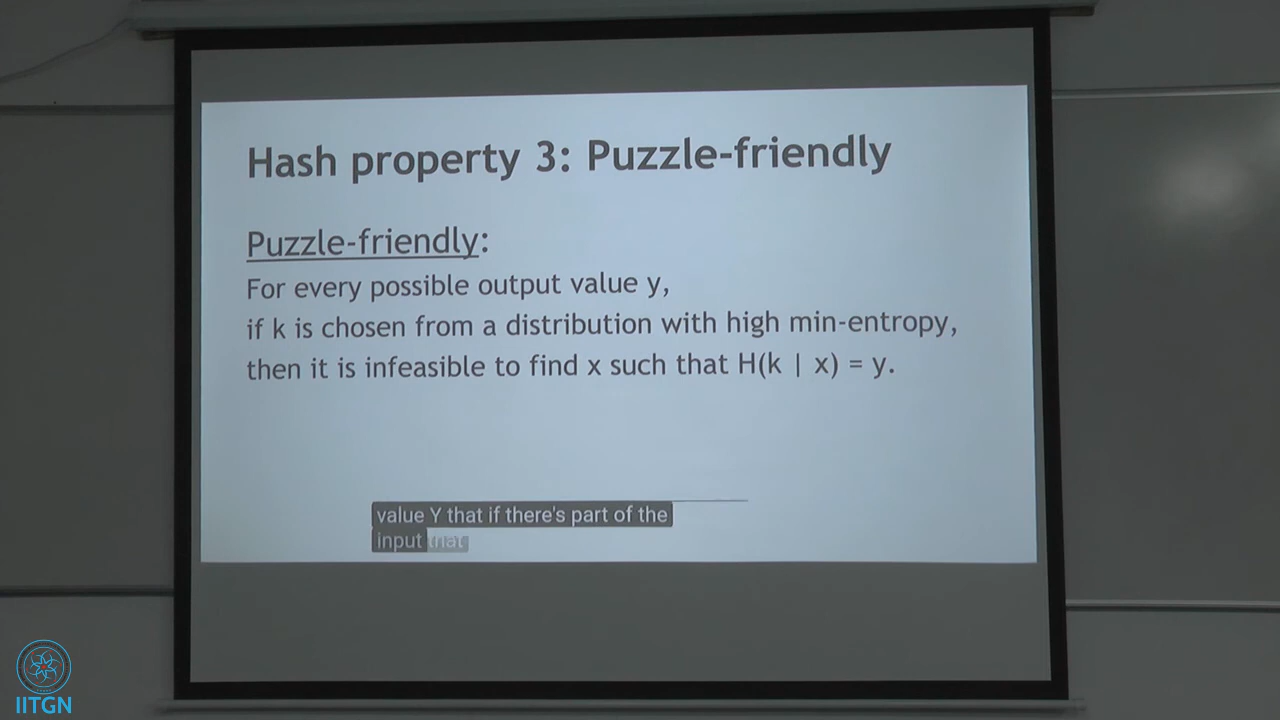 Hash property 3: Puzzle-friendly
Puzzle-friendly:
For every possible output value y,
if k is chosen from a distribution with high min-entropy,
then it is infeasible to find x such that H(k | x) = y.
value Y that if there's part of the
input that
IITGN